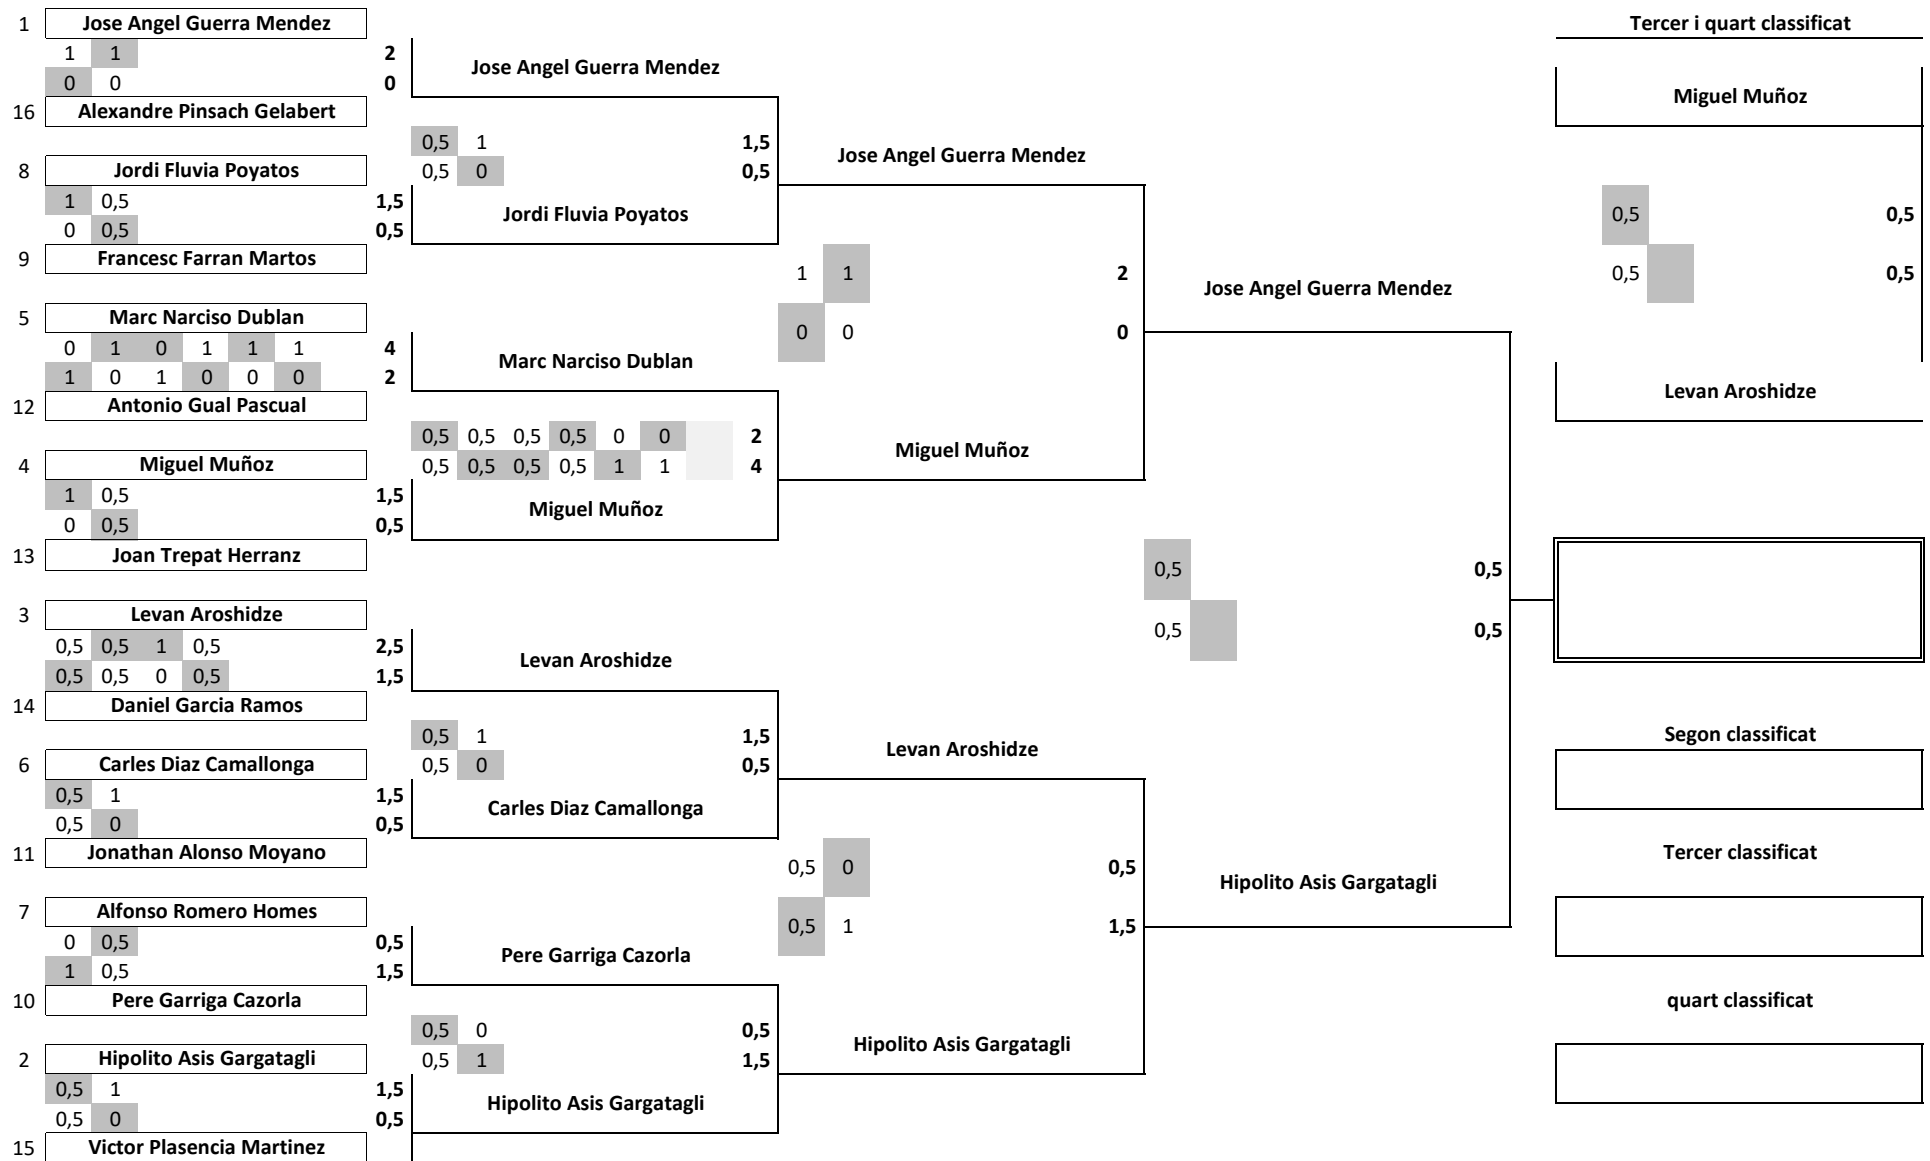 1 Jose Angel Guerra Mendez Tercer i quart classificat
1 1 2
Jose Angel Guerra Mendez
0 0 0
16 Alexandre Pinsach Gelabert Miguel Muñoz
0,5 1 1,5
Jose Angel Guerra Mendez
8 Jordi Fluvia Poyatos 0,5 0 0,5
1 0,5 1,5
Jordi Fluvia Poyatos 0,5 0,5
0 0,5 0,5
9 Francesc Farran Martos
1 1 2 0,5 0,5
Jose Angel Guerra Mendez
5 Marc Narciso Dublan
0 0 0
0 1 0 1 1 1 4
Marc Narciso Dublan
1 0 1 0 0 0 2
Levan Aroshidze
12 Antonio Gual Pascual
0,5 0,5 0,5 0,5 0 0 2
Miguel Muñoz
4 Miguel Muñoz 0,5 0,5 0,5 0,5 1 1 4
1 0,5 1,5
Miguel Muñoz
0 0,5 0,5
13 Joan Trepat Herranz
0,5 0,5
3 Levan Aroshidze
0,5 0,5
0,5 0,5 1 0,5 2,5
Levan Aroshidze
0,5 0,5 0 0,5 1,5
14 Daniel Garcia Ramos
0,5 1 1,5 Segon classificat
Levan Aroshidze
6 Carles Diaz Camallonga 0,5 0 0,5
0,5 1 1,5
Carles Diaz Camallonga
0,5 0 0,5
11 Jonathan Alonso Moyano Tercer classificat
0,5 0 0,5
Hipolito Asis Gargatagli
7 Alfonso Romero Homes
0,5 1 1,5
0 0,5 0,5
Pere Garriga Cazorla
1 0,5 1,5
10 Pere Garriga Cazorla quart classificat
0,5 0 0,5
Hipolito Asis Gargatagli
2 Hipolito Asis Gargatagli 0,5 1 1,5
0,5 1 1,5
Hipolito Asis Gargatagli
0,5 0 0,5
15 Victor Plasencia Martinez